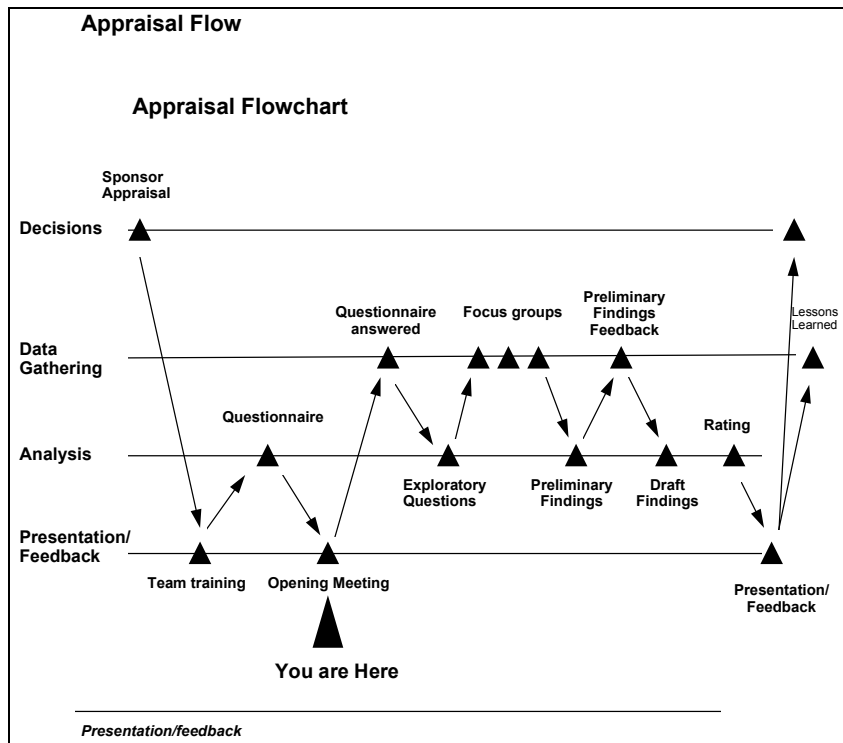 Appraisal Flow
Appraisal Flowchart
Sponsor
Appraisal
Decisions
Questionnaire
answered
Focus groups
Preliminary
Findings
Feedback
Lessons
Learned
Data
Gathering
Questionnaire
Rating
Analysis
Exploratory
Questions
Preliminary
Findings
Draft
Findings
Presentation/
Feedback
Team training
Opening Meeting
Presentation/
Feedback
You are Here
Presentation/feedback